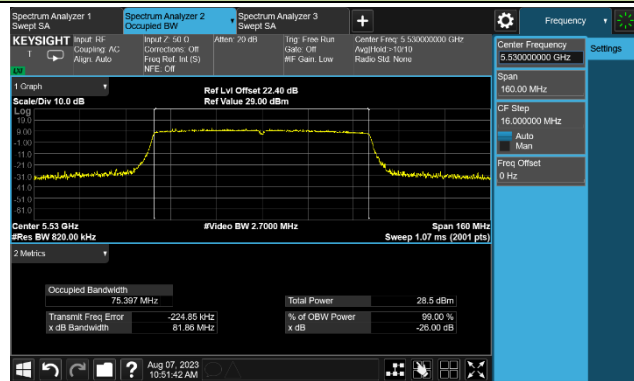 Spectrum Analyzer 1
Swept SA
Spectrum Analyzer 2
Occupied BW
Spectrum Analyzer 3
Swept SA
+
Frequency
KEYSIGHT
Input: RF
Coupling: AC
Align: Auto
Input Z: 50 Ω
Corrections: Off
Freq Ref: Int (S)
NFE: Off
Atten: 20 dB
Trig: Free Run
Gate: Off
#IF Gain: Low
Center Freq: 5.530000000 GHz
Avg|Hold:>10/10
Radio Std: None
Center Frequency
5.530000000 GHz
Settings
Span
160.00 MHz
CF Step
16.000000 MHz
Auto
Man
Freq Offset
0 Hz
1 Graph
Scale/Div 10.0 dB
Ref Lvl Offset 22.40 dB
Ref Value 29.00 dBm
Log
19.0
9.00
-1.00
-11.0
-21.0
-31.0
-41.0
-51.0
-61.0
Center 5.53 GHz
#Res BW 820.00 kHz
#Video BW 2.7000 MHz
Span 160 MHz
Sweep 1.07 ms (2001 pts)
2 Metrics
Occupied Bandwidth
75.397 MHz
Total Power
28.5 dBm
Transmit Freq Error
-224.85 kHz
% of OBW Power
99.00 %
x dB Bandwidth
81.86 MHz
x dB
-26.00 dB
?
Aug 07, 2023
10:51:42 AM